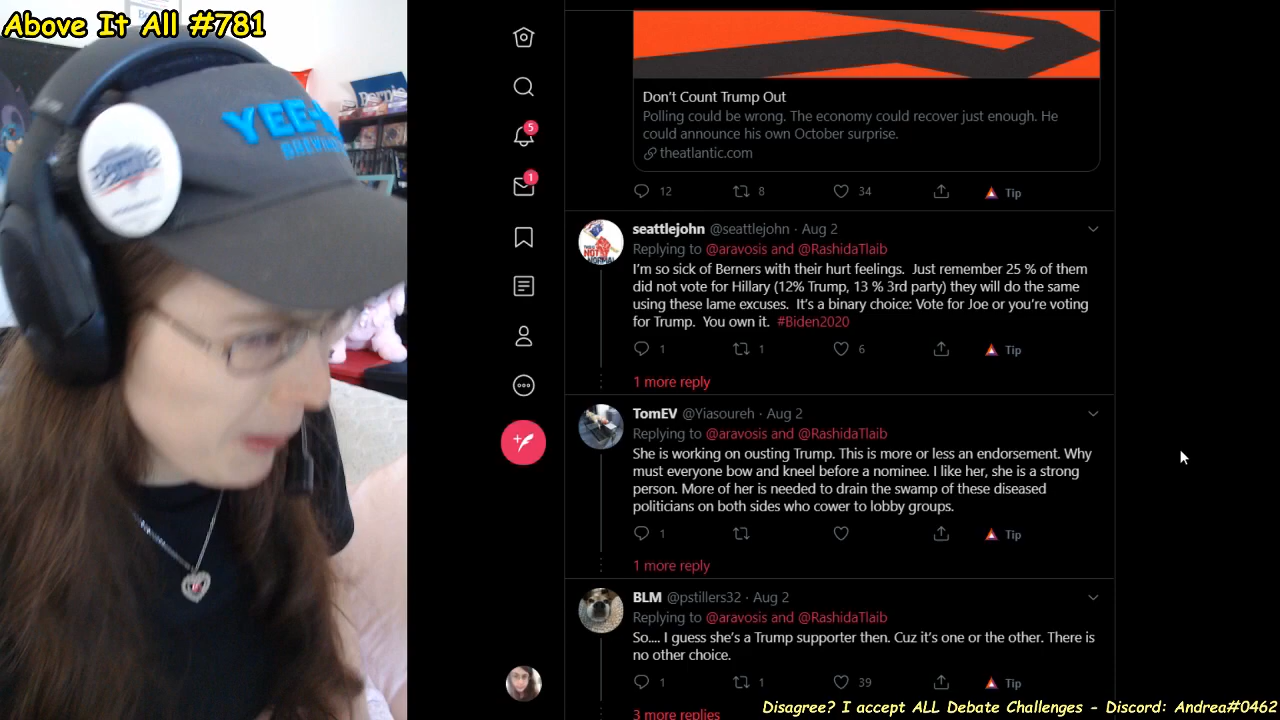 Above It All #781
YEE-
Bernie
Don't Count Trump Out
Polling could be wrong. The economy could recover just enough. He
could announce his own October surprise.
theatlantic.com
12 8 34 Tip
5
1
seattlejohn @seattlejohn · Aug 2
Replying to @aravosis and @RashidaTlaib
I'm so sick of Berners with their hurt feelings. Just remember 25 % of them
did not vote for Hillary (12% Trump, 13 % 3rd party) they will do the same
using these lame excuses. It's a binary choice: Vote for Joe or you're voting
for Trump. You own it. #Biden2020
1 1 6 Tip
1 more reply
TomEV @Yiasoureh · Aug 2
Replying to @aravosis and @RashidaTlaib
She is working on ousting Trump. This is more or less an endorsement. Why
must everyone bow and kneel before a nominee. I like her, she is a strong
person. More of her is needed to drain the swamp of these diseased
politicians on both sides who cower to lobby groups.
1 Tip
1 more reply
BLM @pstillers32 · Aug 2
Replying to @aravosis and @RashidaTlaib
So.... I guess she's a Trump supporter then. Cuz it's one or the other. There is
no other choice.
1 1 39 Tip
3 more replies
Disagree? I accept ALL Debate Challenges - Discord: Andrea#0462